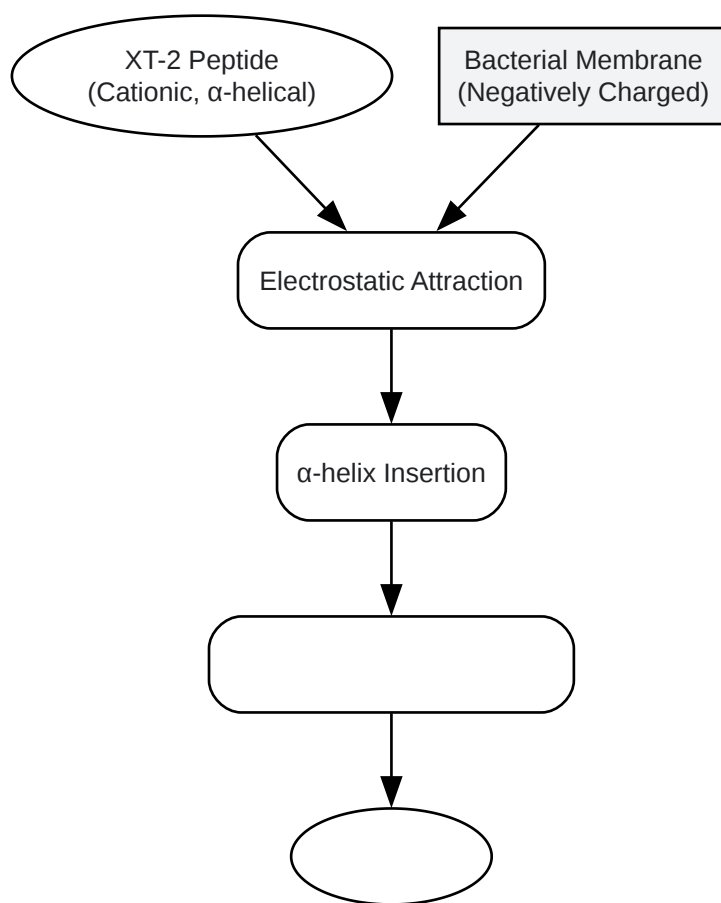 XT-2 Peptide
(Cationic, α-helical)
Bacterial Membrane
(Negatively Charged)
Electrostatic Attraction
α-helix Insertion